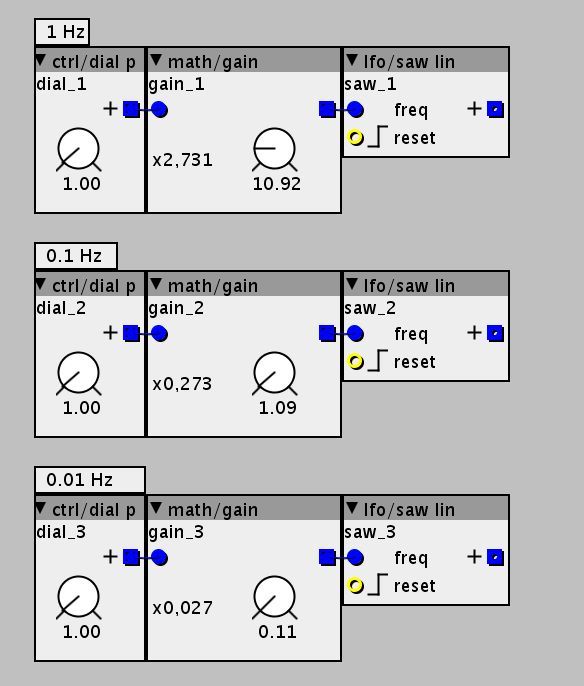 1 Hz
ctrl/dial p
math/gain
lfo/saw lin
dial_1
gain_1
saw_1
+
freq
+
x2,731
reset
1.00
10.92
0.1 Hz
ctrl/dial p
math/gain
lfo/saw lin
dial_2
gain_2
saw_2
+
freq
+
x0,273
reset
1.00
1.09
0.01 Hz
ctrl/dial p
math/gain
lfo/saw lin
dial_3
gain_3
saw_3
+
freq
+
x0,027
reset
1.00
0.11